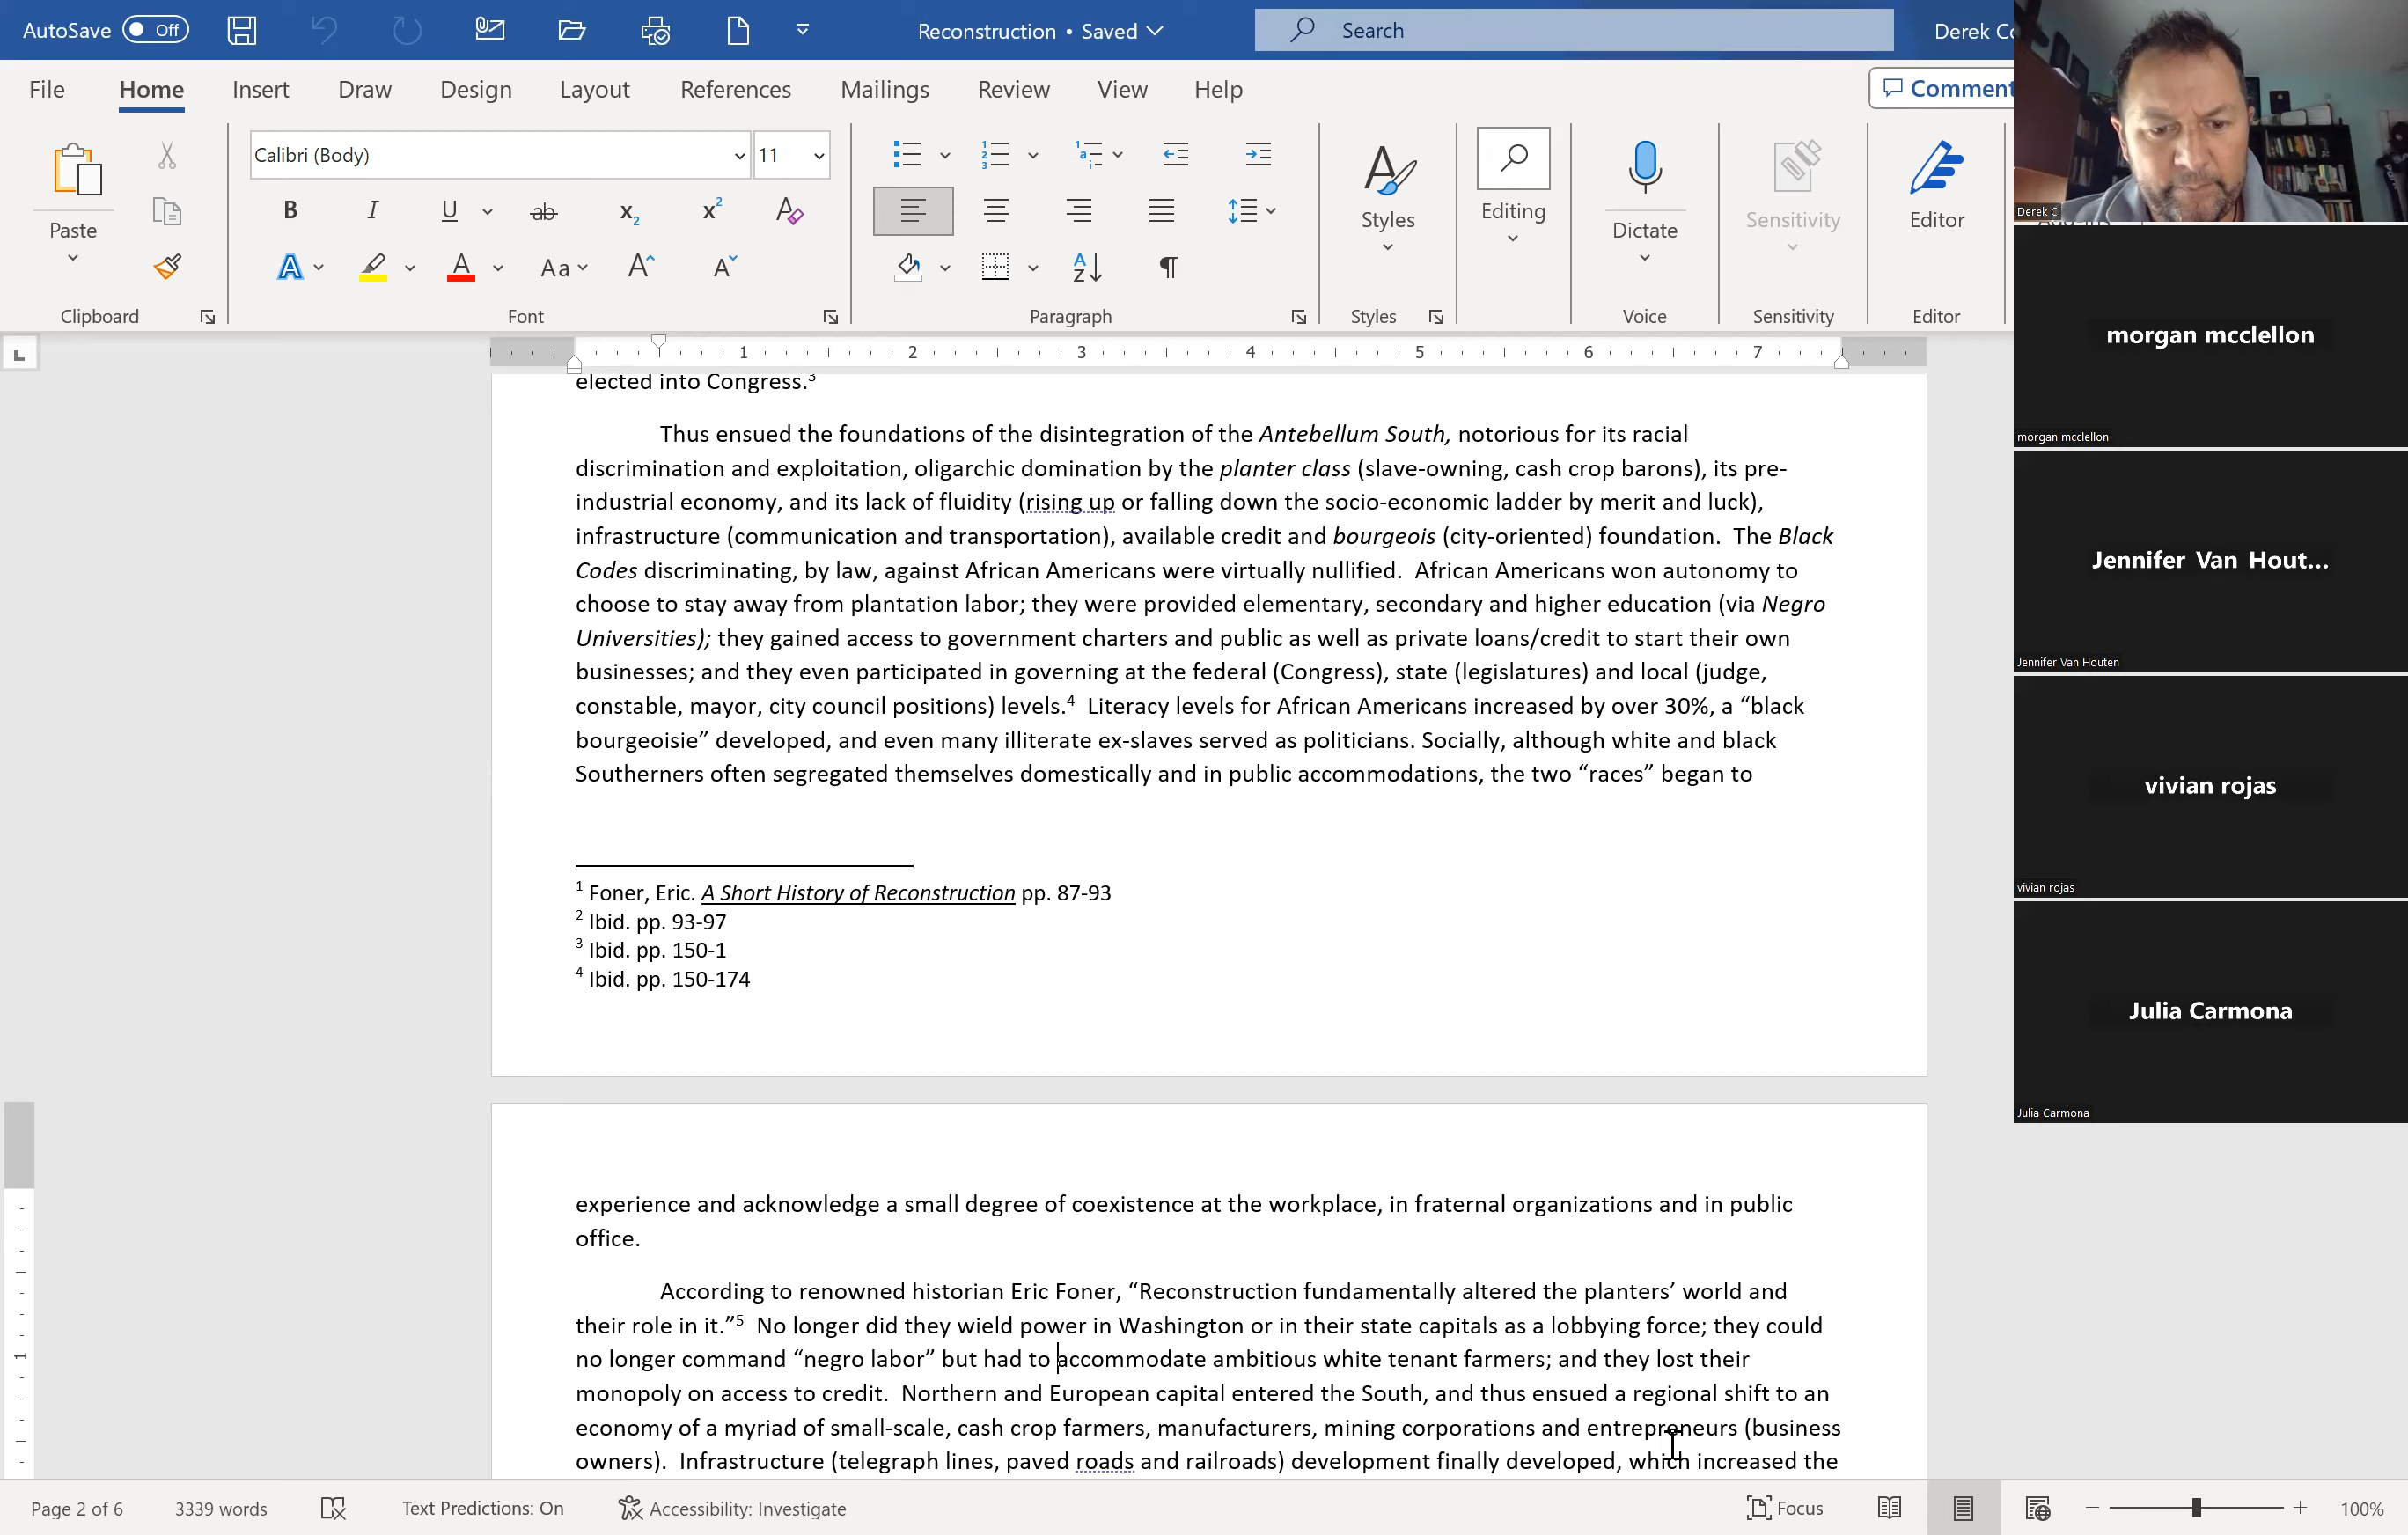 AutoSave Off Reconstruction • Saved Search Derek Co
File Home Insert Draw Design Layout References Mailings Review View Help Comment
Calibri (Body) 11
Paste Styles Editing Dictate Sensitivity Editor
Clipboard Font Paragraph Styles Voice Sensitivity Editor
1 2 3 4 5 6 7
elected into Congress.3
Thus ensued the foundations of the disintegration of the Antebellum South, notorious for its racial
discrimination and exploitation, oligarchic domination by the planter class (slave-owning, cash crop barons), its pre-
industrial economy, and its lack of fluidity (rising up or falling down the socio-economic ladder by merit and luck),
infrastructure (communication and transportation), available credit and bourgeois (city-oriented) foundation. The Black
Codes discriminating, by law, against African Americans were virtually nullified. African Americans won autonomy to
choose to stay away from plantation labor; they were provided elementary, secondary and higher education (via Negro
Universities); they gained access to government charters and public as well as private loans/credit to start their own
businesses; and they even participated in governing at the federal (Congress), state (legislatures) and local (judge,
constable, mayor, city council positions) levels.4 Literacy levels for African Americans increased by over 30%, a “black
bourgeoisie” developed, and even many illiterate ex-slaves served as politicians. Socially, although white and black
Southerners often segregated themselves domestically and in public accommodations, the two “races” began to
1 Foner, Eric. A Short History of Reconstruction pp. 87-93
2 Ibid. pp. 93-97
3 Ibid. pp. 150-1
4 Ibid. pp. 150-174
experience and acknowledge a small degree of coexistence at the workplace, in fraternal organizations and in public
office.
According to renowned historian Eric Foner, “Reconstruction fundamentally altered the planters’ world and
their role in it.”5 No longer did they wield power in Washington or in their state capitals as a lobbying force; they could
no longer command “negro labor” but had to accommodate ambitious white tenant farmers; and they lost their
monopoly on access to credit. Northern and European capital entered the South, and thus ensued a regional shift to an
economy of a myriad of small-scale, cash crop farmers, manufacturers, mining corporations and entrepreneurs (business
owners). Infrastructure (telegraph lines, paved roads and railroads) development finally developed, which increased the
1
Page 2 of 6 3339 words Text Predictions: On Accessibility: Investigate Focus 100%
Derek C
morgan mcclellon
morgan mcclellon
Jennifer Van Hout...
Jennifer Van Houten
vivian rojas
vivian rojas
Julia Carmona
Julia Carmona